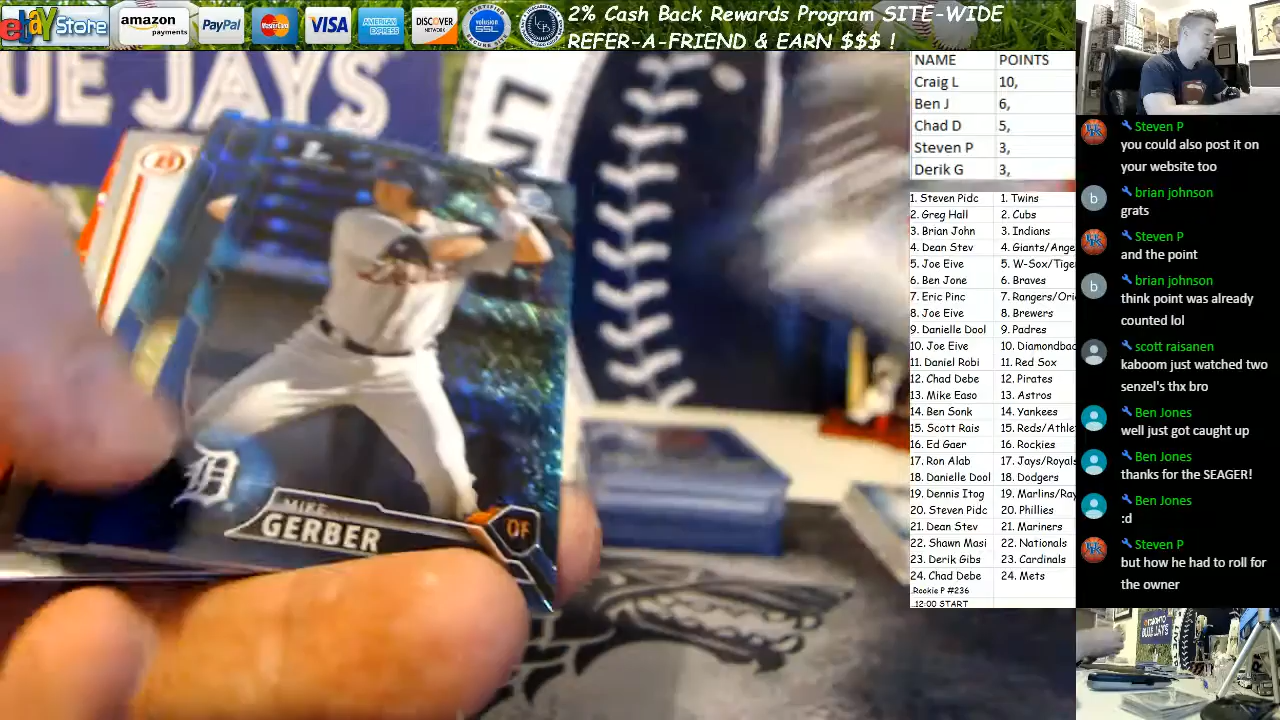 ebay Store
amazon
payments
PayPal
MasterCard
VISA
AMERICAN
EXPRESS
DISCOVER
NETWORK
volusion
SSL
2% Cash Back Rewards Program SITE-WIDE
REFER-A-FRIEND & EARN $$$ !
BLUE JAYS
1st
MIKE
GERBER
OF
D
NAME POINTS
Craig L 10,
Ben J 6,
Chad D 5,
Steven P 3,
Derik G 3,
1. Steven Pidc 1. Twins
2. Greg Hall 2. Cubs
3. Brian John 3. Indians
4. Dean Stev 4. Giants/Ange
5. Joe Eive 5. W-Sox/Tige
6. Ben Jone 6. Braves
7. Eric Pinc 7. Rangers/Ori
8. Joe Eive 8. Brewers
9. Danielle Dool 9. Padres
10. Joe Eive 10. Diamondbac
11. Daniel Robi 11. Red Sox
12. Chad Debe 12. Pirates
13. Mike Easo 13. Astros
14. Ben Sonk 14. Yankees
15. Scott Rais 15. Reds/Athle
16. Ed Gaer 16. Rockies
17. Ron Alab 17. Jays/Royals
18. Danielle Dool 18. Dodgers
19. Dennis Itog 19. Marlins/Ray
20. Steven Pidc 20. Phillies
21. Dean Stev 21. Mariners
22. Shawn Masi 22. Nationals
23. Derik Gibs 23. Cardinals
24. Chad Debe 24. Mets
.Rookie P #236
..12:00 START
Steven P
you could also post it on
your website too
b brian johnson
grats
Steven P
and the point
b brian johnson
think point was already
counted lol
scott raisanen
kaboom just watched two
senzel's thx bro
Ben Jones
well just got caught up
Ben Jones
thanks for the SEAGER!
Ben Jones
:d
Steven P
but how he had to roll for
the owner
BLUE JAYS